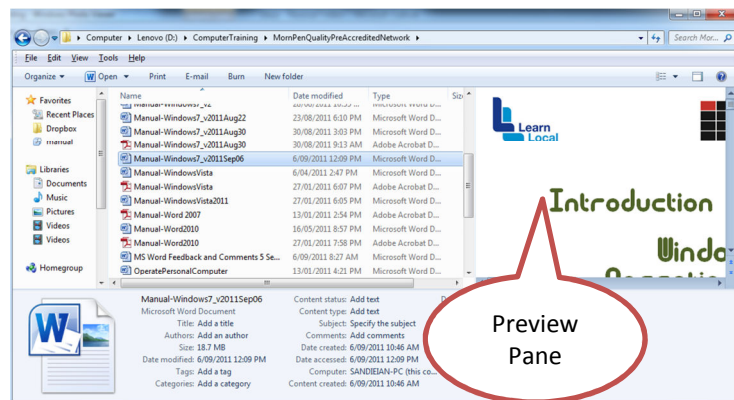 Computer ▸ Lenovo (D:) ▸ ComputerTraining ▸ MornPenQualityPreAccreditedNetwork ▸
Search Mor...
File Edit View Tools Help
Organize Open Print E-mail Burn New folder
Name Date modified Type Siz
Favorites
Recent Places
Dropbox
manual
Libraries
Documents
Music
Pictures
Videos
Videos
Homegroup
Manual-Windows7_v2
Manual-Windows7_v2011Aug22 23/08/2011 6:10 PM Microsoft Word D...
Manual-Windows7_v2011Aug30 30/08/2011 3:03 PM Microsoft Word D...
Manual-Windows7_v2011Aug30 30/08/2011 9:13 AM Adobe Acrobat D...
Manual-Windows7_v2011Sep06 6/09/2011 12:09 PM Microsoft Word D...
Manual-WindowsVista 6/04/2011 2:47 PM Microsoft Word D...
Manual-WindowsVista 27/01/2011 6:07 PM Adobe Acrobat D...
Manual-WindowsVista2011 27/01/2011 6:05 PM Microsoft Word D...
Manual-Word 2007 13/01/2011 2:54 PM Adobe Acrobat D...
Manual-Word2010 16/05/2011 8:57 PM Microsoft Word D...
Manual-Word2010 27/01/2011 7:58 PM Adobe Acrobat D...
MS Word Feedback and Comments 5 Se... 6/09/2011 8:27 AM Microsoft Word D...
OperatePersonalComputer 13/01/2011 4:21 PM Microsoft Word D...
Learn
Local
Introduction
Windo
Preview
Pane
Manual-Windows7_v2011Sep06
Microsoft Word Document
Title: Add a title
Authors: Add an author
Size: 18.7 MB
Date modified: 6/09/2011 12:09 PM
Tags: Add a tag
Categories: Add a category
Content status: Add text
Content type: Add text
Subject: Specify the subject
Comments: Add comments
Date created: 6/09/2011 10:46 AM
Date accessed: 6/09/2011 12:09 PM
Computer: SANDIEIAN-PC (this co...
Content created: 6/09/2011 10:46 AM